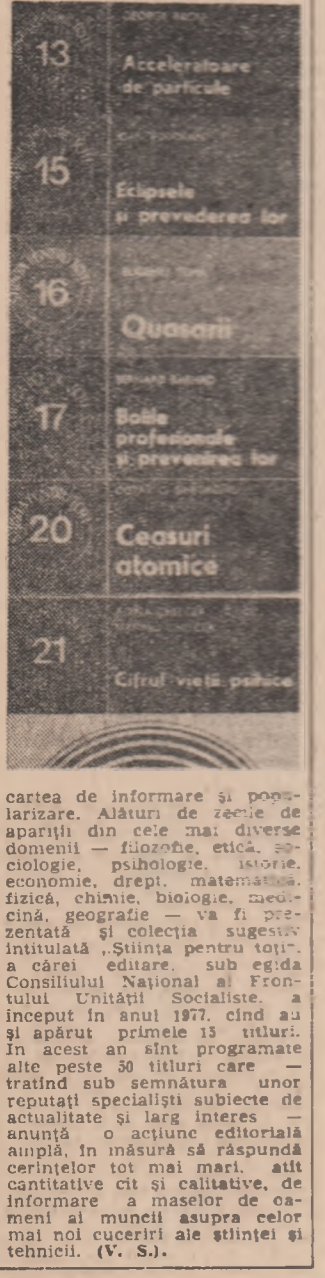 13
Acceleratoare
de particule
15
Eclipsele
și prevederea lor
16
Quasarii
17
Bolile
profesionale
și prevenirea lor
20
Ceasuri
atomice
21
Cifrul vieții psihice
cartea de informare și popu-
larizare. Alături de zecile de
apariții din cele mai diverse
domenii — filozofie, etică, so-
ciologie, psihologie, istorie,
economie, drept, matematică,
fizică, chimie, biologie, medi-
cină, geografie — va fi pre-
zentată și colecția sugestiv
intitulată „Știința pentru toți“,
a cărei editare, sub egida
Consiliului Național al Fron-
tului Unității Socialiste, a
început în anul 1977, cînd au
și apărut primele 15 titluri.
In acest an sînt programate
alte peste 30 titluri care —
tratînd sub semnătura unor
reputați specialiști subiecte de
actualitate și larg interes —
anunță o acțiune editorială
amplă, în măsură să răspundă
cerințelor tot mai mari, atît
cantitative cît și calitative, de
informare a maselor de oa-
meni ai muncii asupra celor
mai noi cuceriri ale științei și
tehnicii. (V. S.).